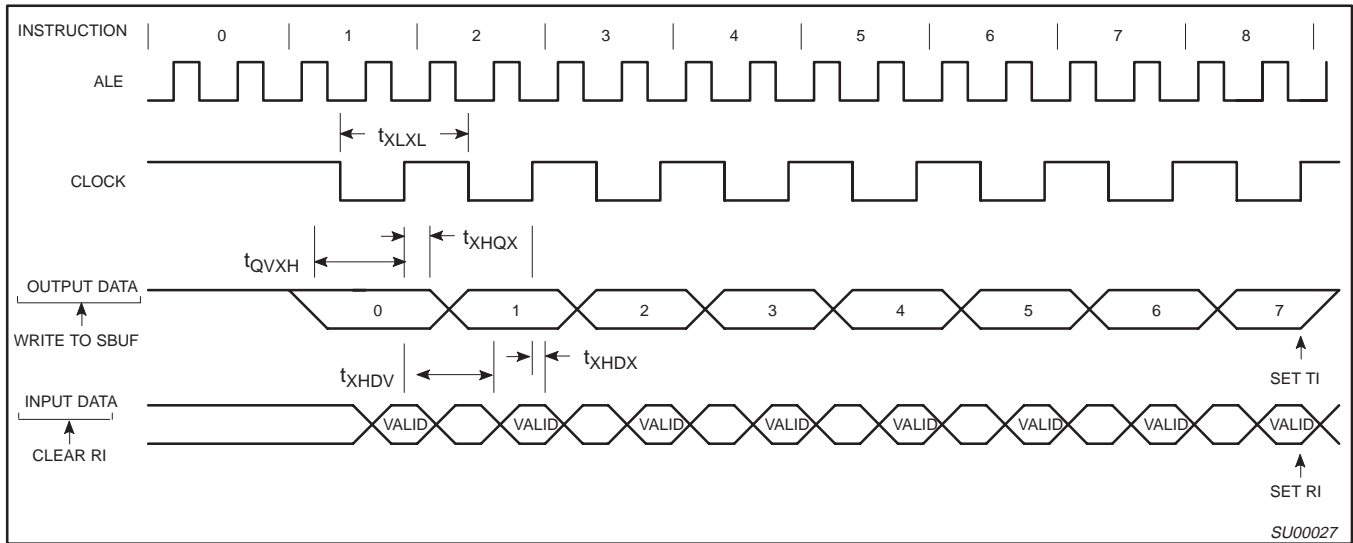 INSTRUCTION 0 1 2 3 4 5 6 7 8
ALE
tXLXL
CLOCK
tXHQX
tQVXH
OUTPUT DATA
0 1 2 3 4 5 6 7
WRITE TO SBUF
tXHDX
tXHDV
SET TI
INPUT DATA
VALID VALID VALID VALID VALID VALID VALID VALID
CLEAR RI
SET RI
SU00027